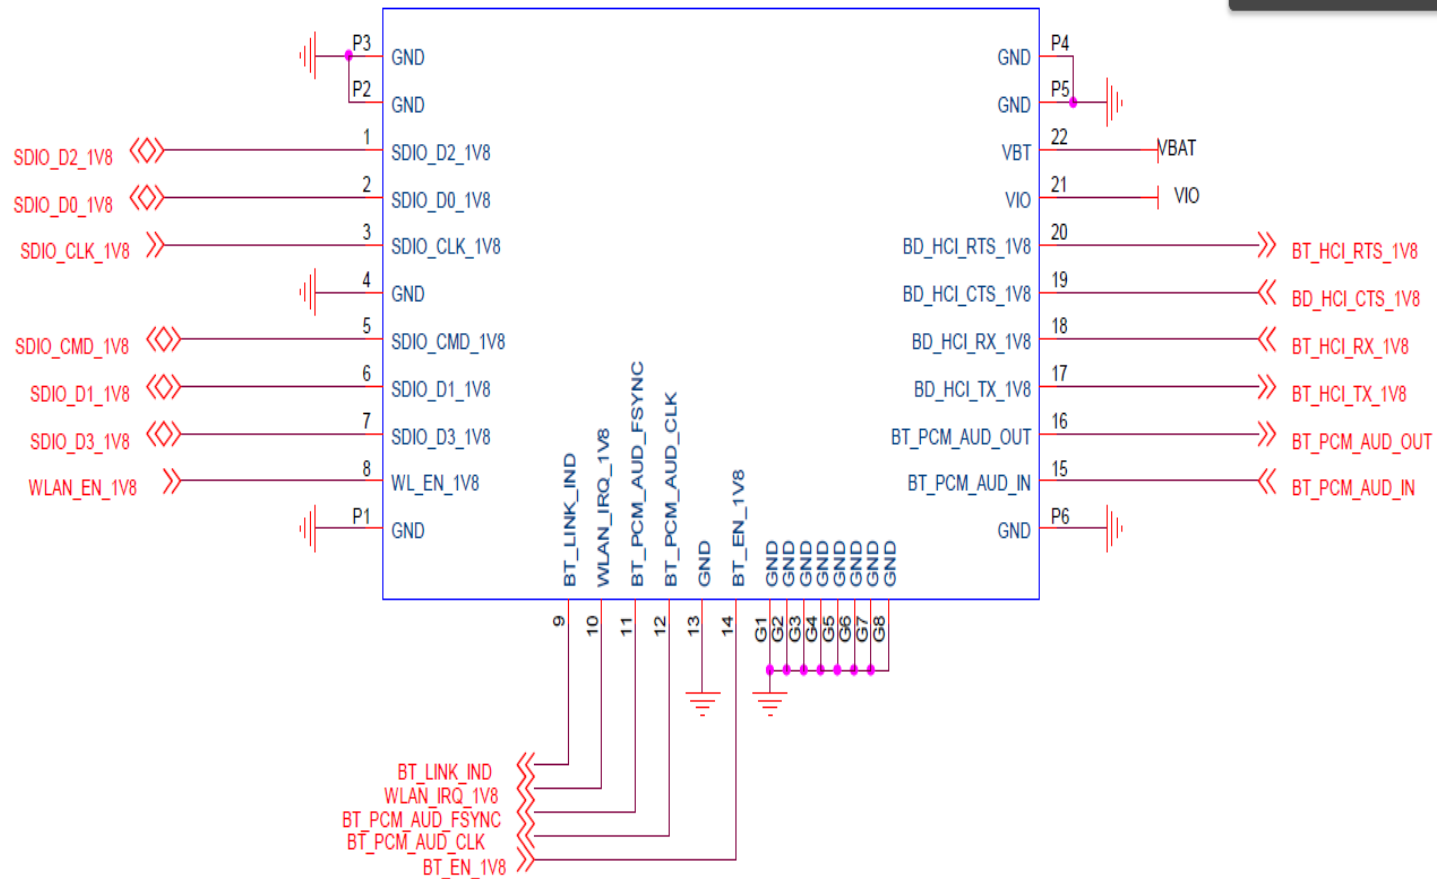 P3 GND GND P4
P2 GND GND P5
SDIO_D2_1V8 1 SDIO_D2_1V8 VBT 22 VBAT
SDIO_D0_1V8 2 SDIO_D0_1V8 VIO 21 VIO
SDIO_CLK_1V8 3 SDIO_CLK_1V8 BD_HCI_RTS_1V8 20 BT_HCI_RTS_1V8
4 GND BD_HCI_CTS_1V8 19 BD_HCI_CTS_1V8
SDIO_CMD_1V8 5 SDIO_CMD_1V8 BD_HCI_RX_1V8 18 BT_HCI_RX_1V8
SDIO_D1_1V8 6 SDIO_D1_1V8 BD_HCI_TX_1V8 17 BT_HCI_TX_1V8
SDIO_D3_1V8 7 SDIO_D3_1V8 BT_PCM_AUD_OUT 16 BT_PCM_AUD_OUT
WLAN_EN_1V8 8 WL_EN_1V8 BT_PCM_AUD_IN 15 BT_PCM_AUD_IN
P1 GND GND P6
BT_LINK_IND
WLAN_IRQ_1V8
BT_PCM_AUD_FSYNC
BT_PCM_AUD_CLK
GND
BT_EN_1V8
GND
GND
GND
GND
GND
GND
GND
GND
9
10
11
12
13
14
G1
G2
G3
G4
G5
G6
G7
G8
BT_LINK_IND
WLAN_IRQ_1V8
BT_PCM_AUD_FSYNC
BT_PCM_AUD_CLK
BT_EN_1V8